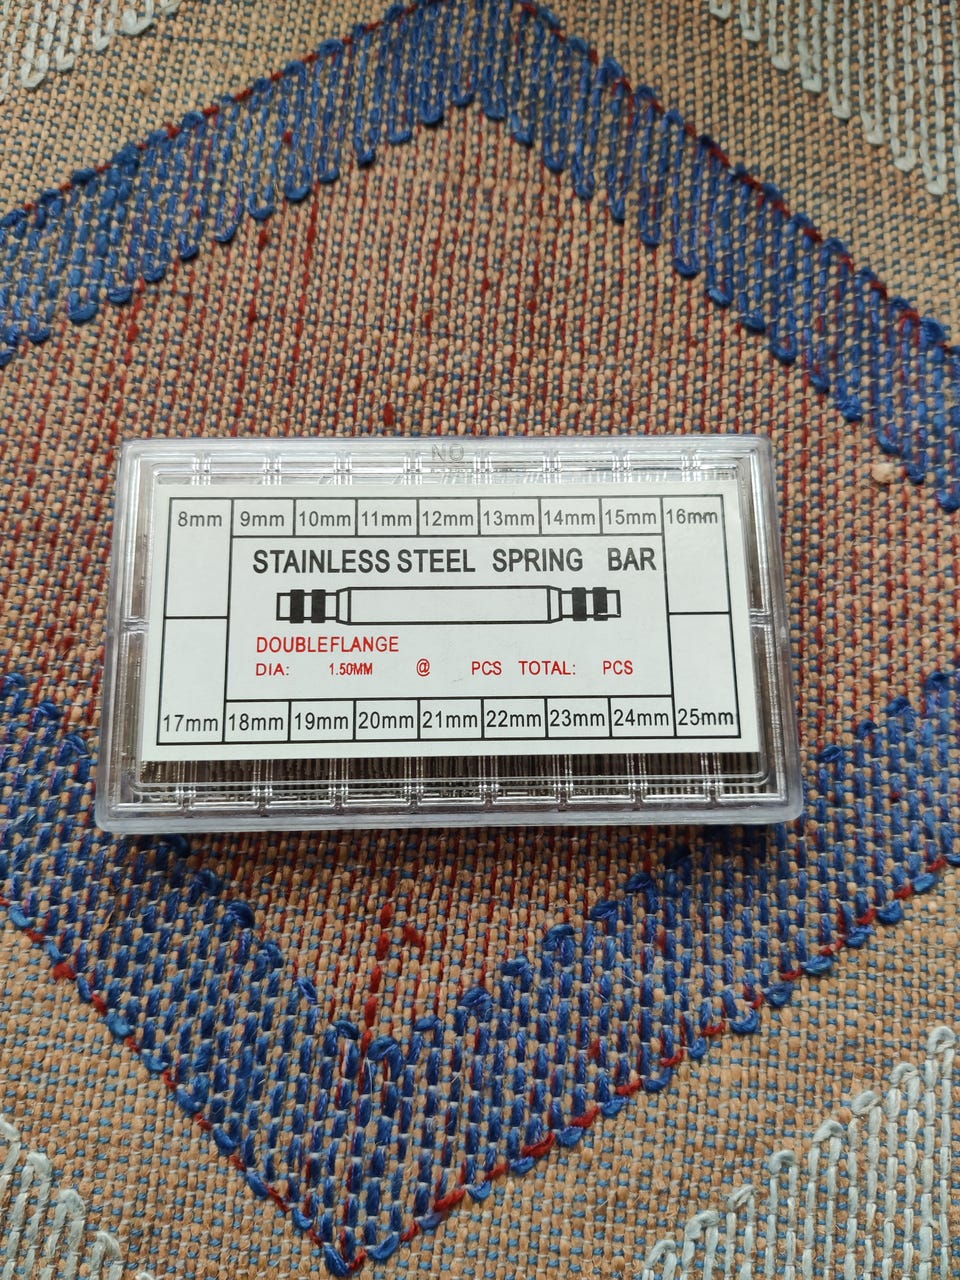 NO
8mm 9mm 10mm 11mm 12mm 13mm 14mm 15mm 16mm
STAINLESS STEEL SPRING BAR
DOUBLEFLANGE
DIA: 1.50MM @ PCS TOTAL: PCS
17mm 18mm 19mm 20mm 21mm 22mm 23mm 24mm 25mm